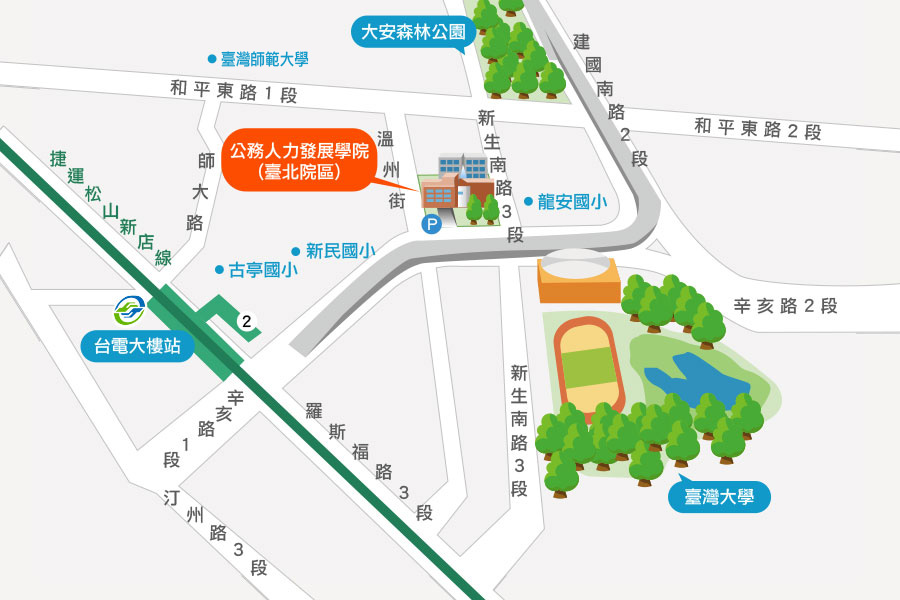 大安森林公園
建國南路2段
臺灣師範大學
和平東路1段
新生南路3段
和平東路2段
溫州街
公務人力發展學院
(臺北院區)
師大路
捷運松山新店線
龍安國小
P
新民國小
古亭國小
辛亥路2段
2
台電大樓站
新生南路3段
辛亥路1段
羅斯福路3段
汀州路3段
臺灣大學